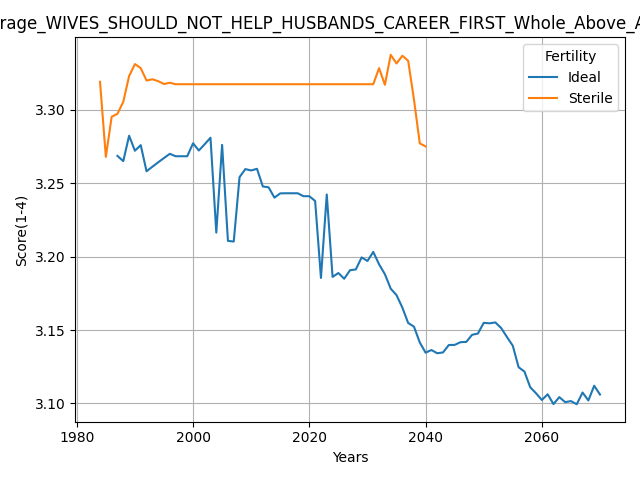 rage_WIVES_SHOULD_NOT_HELP_HUSBANDS_CAREER_FIRST_Whole_Above_A
Fertility
Ideal
Sterile
3.30
3.25
3.20
3.15
3.10
Score(1-4)
1980 2000 2020 2040 2060
Years